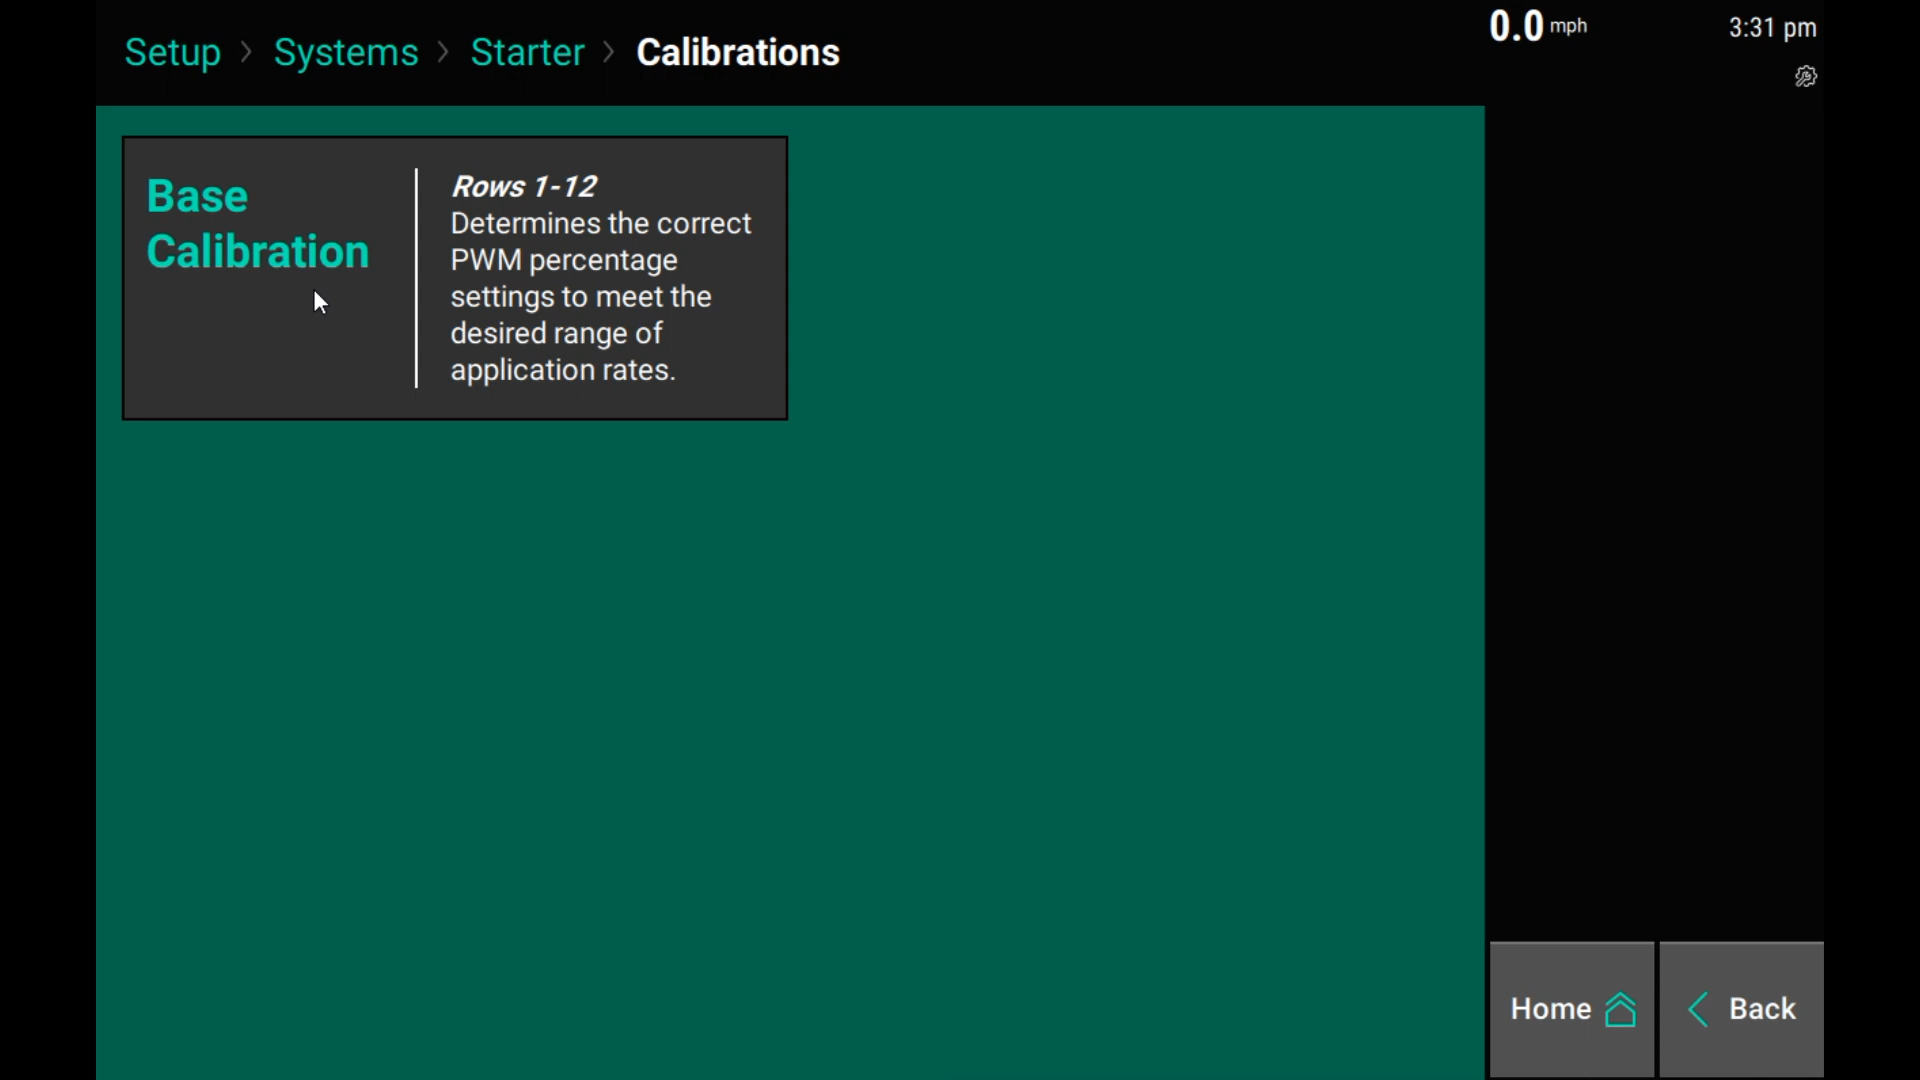 Setup > Systems > Starter > Calibrations
0.0 mph
3:31 pm
Base
Calibration
Rows 1-12
Determines the correct
PWM percentage
settings to meet the
desired range of
application rates.
Home
Back